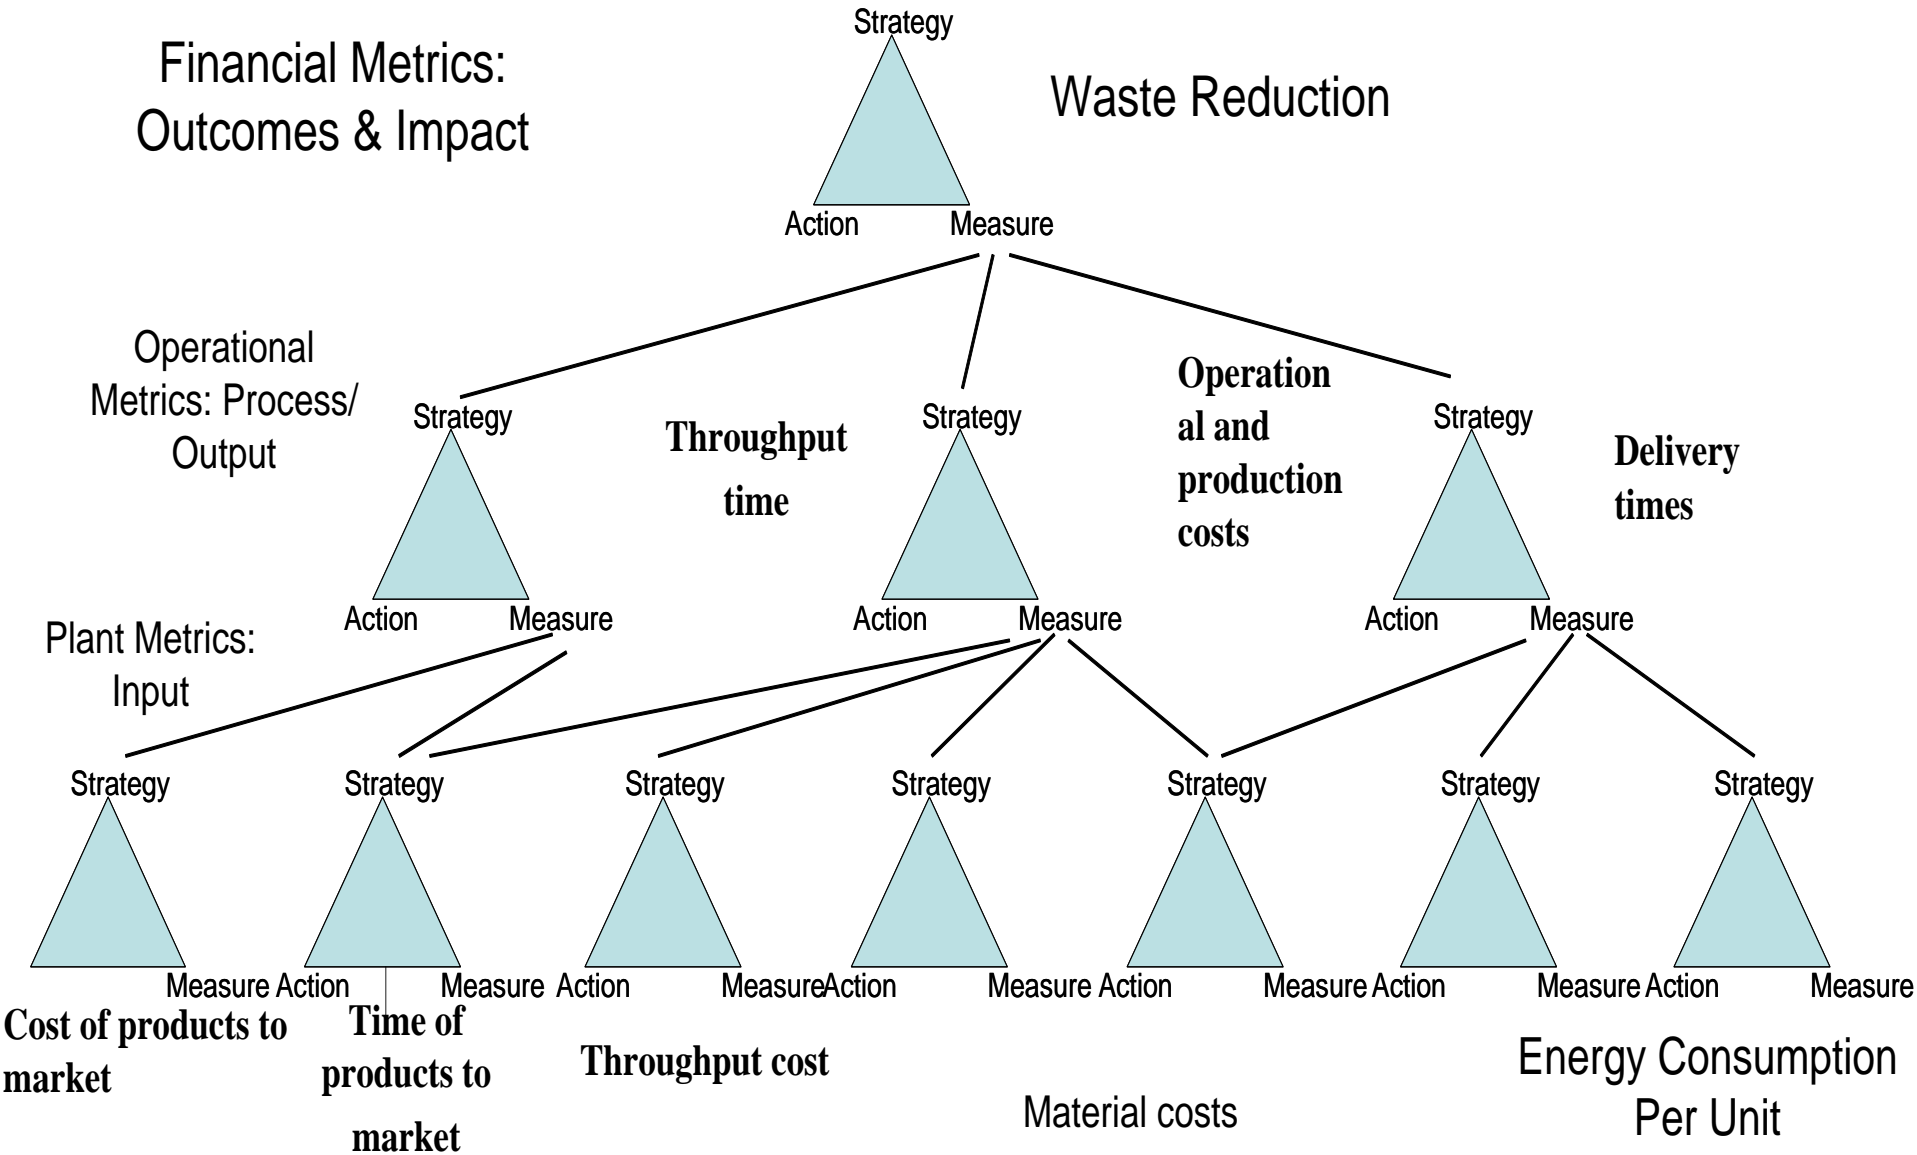 Strategy
Financial Metrics:
Outcomes & Impact
Waste Reduction
Action
Measure
Operational
Metrics: Process/
Output
Strategy
Throughput
time
Strategy
Operation
al and
production
costs
Strategy
Delivery
times
Action
Measure
Action
Measure
Action
Measure
Plant Metrics:
Input
Strategy
Strategy
Strategy
Strategy
Strategy
Strategy
Strategy
Measure
Action
Measure
Action
Measure
Action
Measure
Action
Measure
Action
Measure
Action
Measure
Cost of products to
market
Time of
products to
market
Throughput cost
Material costs
Energy Consumption
Per Unit